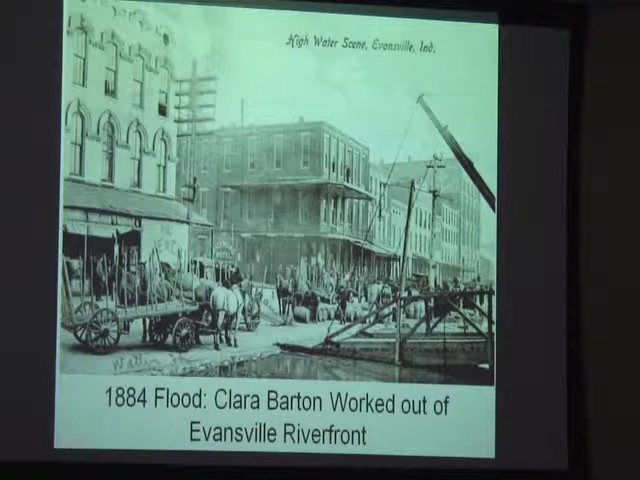 High Water Scene, Evansville, Ind.
1884 Flood: Clara Barton Worked out of
Evansville Riverfront